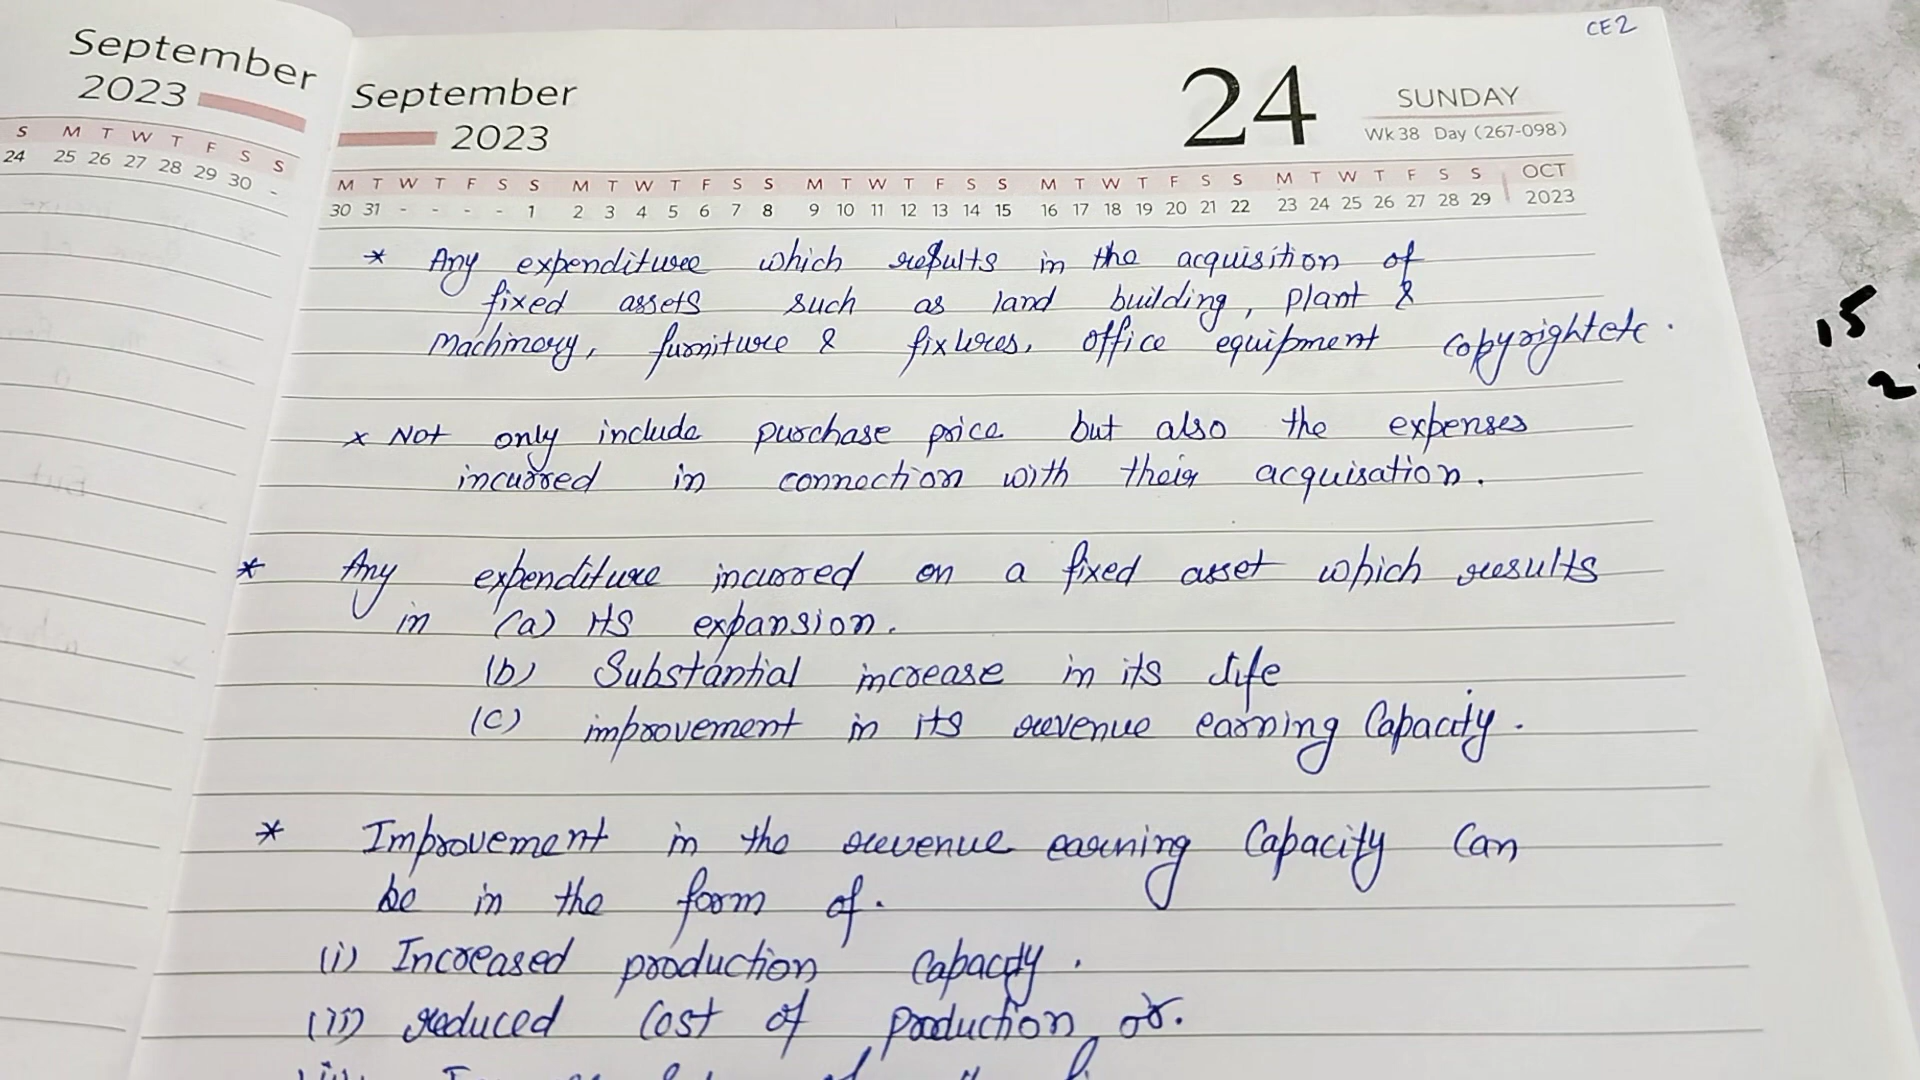 September
2023
S M T W T F S S
24 25 26 27 28 29 30 -
CE2
September
2023
24
SUNDAY
Wk 38 Day (267-098)
M T W T F S S M T W T F S S M T W T F S S M T W T F S S M T W T F S S OCT
30 31 - - - - 1 2 3 4 5 6 7 8 9 10 11 12 13 14 15 16 17 18 19 20 21 22 23 24 25 26 27 28 29 2023
* Any expenditure which results in the acquisition of
fixed assets such as land building, plant &
Machinery, furniture & fixtures, office equipment copyright etc.
* Not only include purchase price but also the expenses
incurred in connection with their acquisation.
* Any expenditure incurred on a fixed asset which results
in (a) its expansion.
(b) Substantial increase in its life
(c) improvement in its revenue earning Capacity.
* Improvement in the revenue earning Capacity Can
be in the form of.
(i) Increased production Capacity.
(ii) reduced Cost of production or.
15
2